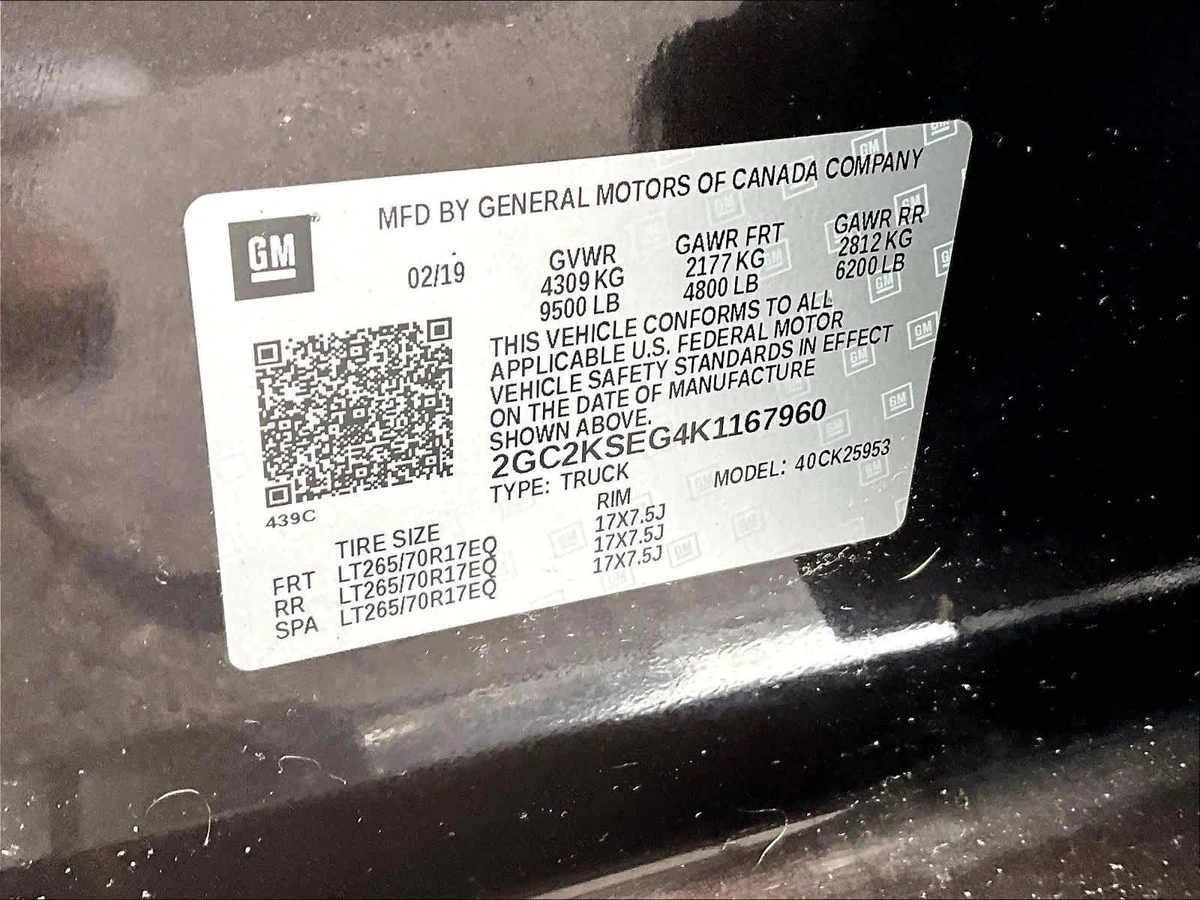 GM
MFD BY GENERAL MOTORS OF CANADA COMPANY
02/19
GVWR
4309 KG
9500 LB
GAWR FRT
2177 KG
4800 LB
GAWR RR
2812 KG
6200 LB
THIS VEHICLE CONFORMS TO ALL
APPLICABLE U.S. FEDERAL MOTOR
VEHICLE SAFETY STANDARDS IN EFFECT
ON THE DATE OF MANUFACTURE
SHOWN ABOVE.
2GC2KSEG4K1167960
TYPE: TRUCK MODEL: 40CK25953
439C
TIRE SIZE RIM
FRT LT265/70R17EQ 17X7.5J
RR LT265/70R17EQ 17X7.5J
SPA LT265/70R17EQ 17X7.5J